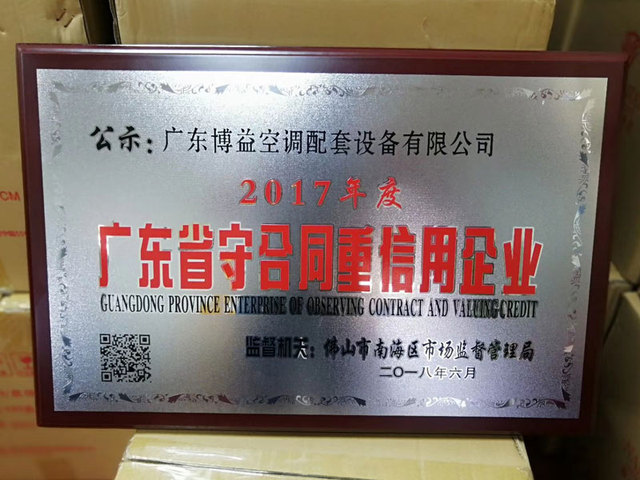 公示：广东博益空调配套设备有限公司
2017年度
广东省守合同重信用企业
GUANGDONG PROVINCE ENTERPRISE OF OBSERVING CONTRACT AND VALUING CREDIT
监督机关：佛山市南海区市场监督管理局
二〇一八年六月
CM